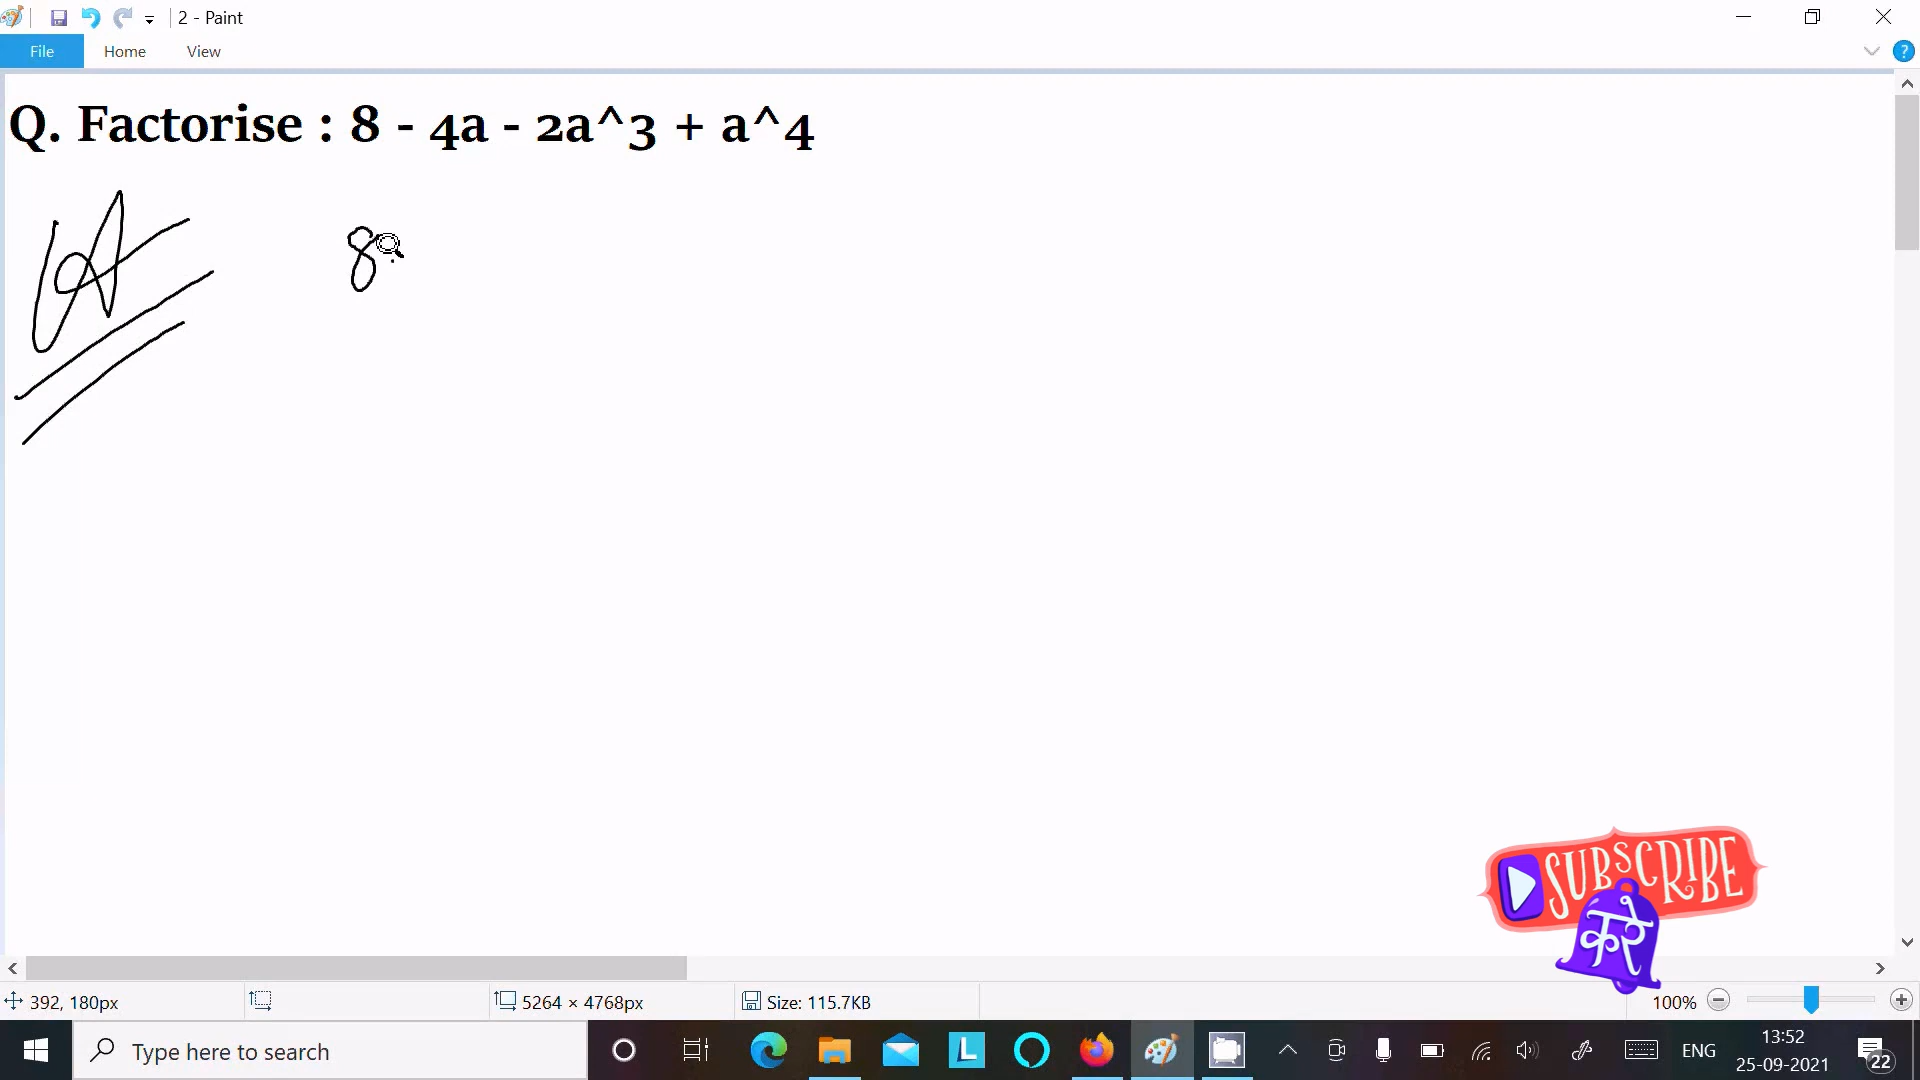 2 - Paint
File Home View
Q. Factorise : 8 - 4a - 2a^3 + a^4
8
SUBSCRIBE
करे
392, 180px
5264 × 4768px
Size: 115.7KB
100%
Type here to search
L
ENG
13:52
25-09-2021
22